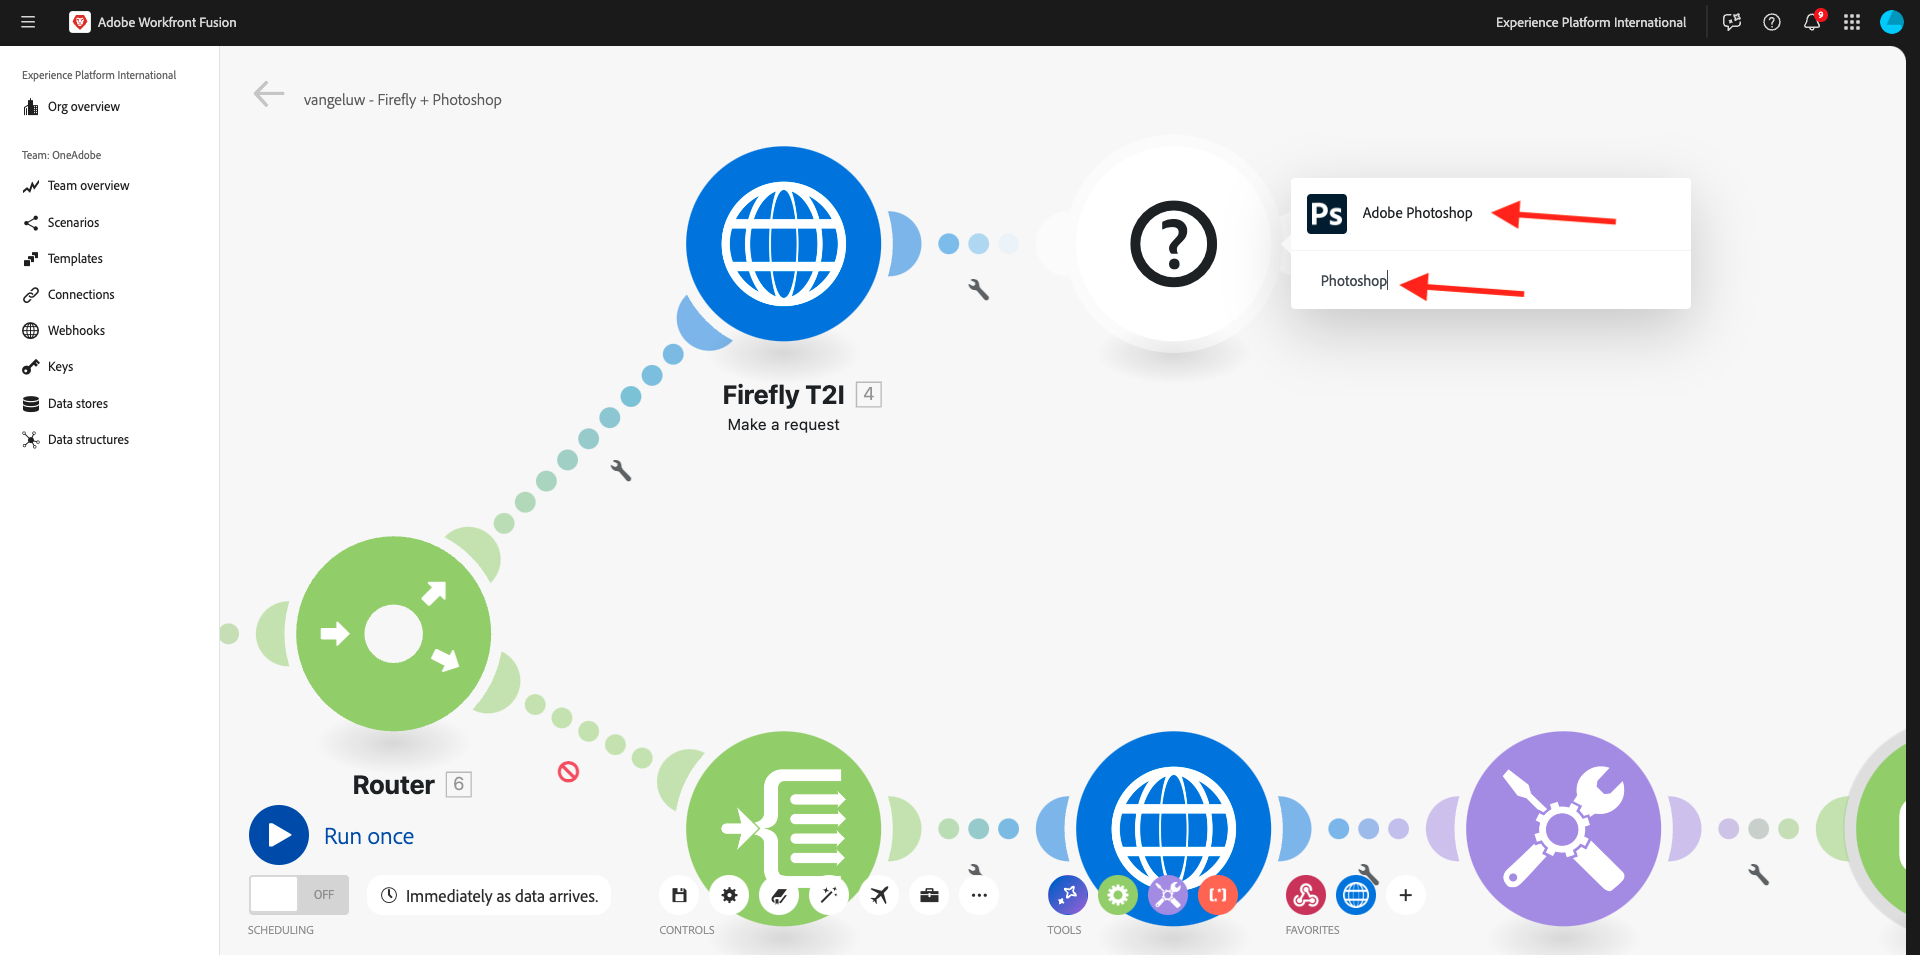 Adobe Workfront Fusion
Experience Platform International
9
Experience Platform International
Org overview
Team: OneAdobe
Team overview
Scenarios
Templates
Connections
Webhooks
Keys
Data stores
Data structures
vangeluw - Firefly + Photoshop
?
Ps
Adobe Photoshop
Photoshop
Firefly T2I 4
Make a request
Router 6
Run once
OFF
Immediately as data arrives.
SCHEDULING
CONTROLS
TOOLS
FAVORITES